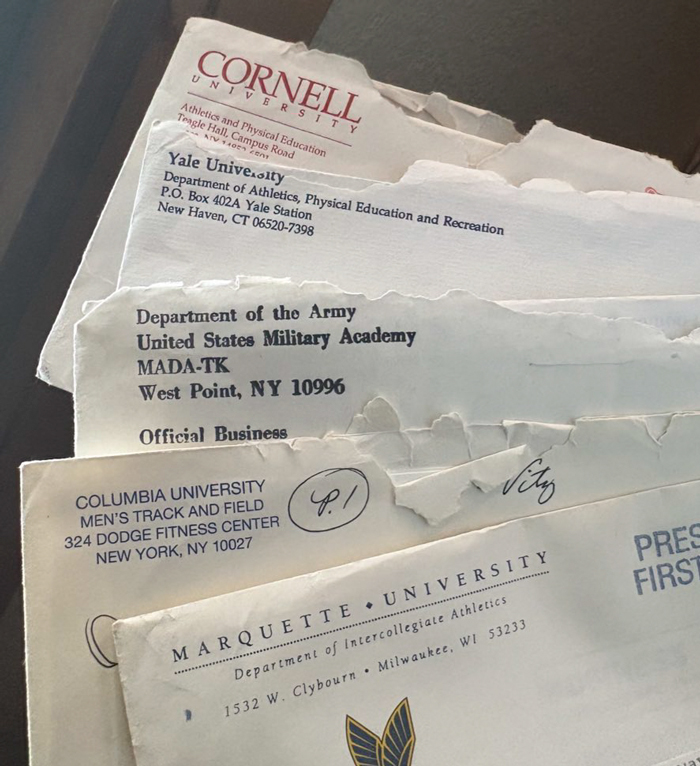 CORNELL
UNIVERSITY
Athletics and Physical Education
Teagle Hall, Campus Road
Yale University
Department of Athletics, Physical Education and Recreation
P.O. Box 402A Yale Station
New Haven, CT 06520-7398
Department of the Army
United States Military Academy
MADA-TK
West Point, NY 10996
Official Business
COLUMBIA UNIVERSITY
MEN'S TRACK AND FIELD
324 DODGE FITNESS CENTER
NEW YORK, NY 10027
P.1
MARQUETTE ♦ UNIVERSITY
Department of Intercollegiate Athletics
1532 W. Clybourn • Milwaukee, WI 53233
PRES
FIRST